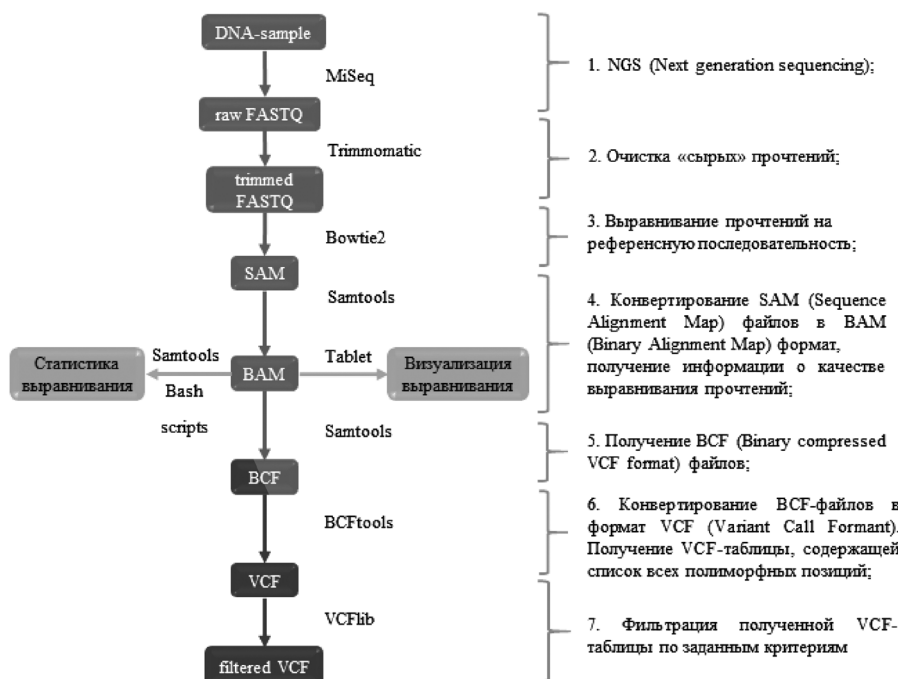 DNA-sample
MiSeq
1. NGS (Next generation sequencing);
raw FASTQ
Trimmomatic
2. Очистка «сырых» прочтений;
trimmed
FASTQ
Bowtie2
3. Выравнивание прочтений на
референсную последовательность;
SAM
Samtools
4. Конвертирование SAM (Sequence
Alignment Map) файлов в BAM
(Binary Alignment Map) формат,
получение информации о качестве
выравнивания прочтений;
Статистика
выравнивания
Samtools
Bash
scripts
BAM
Tablet
Визуализация
выравнивания
Samtools
5. Получение BCF (Binary compressed
VCF format) файлов;
BCF
BCFtools
6. Конвертирование BCF-файлов в
формат VCF (Variant Call Formant).
Получение VCF-таблицы, содержащей
список всех полиморфных позиций;
VCF
VCFlib
7. Фильтрация полученной VCF-
таблицы по заданным критериям
filtered VCF